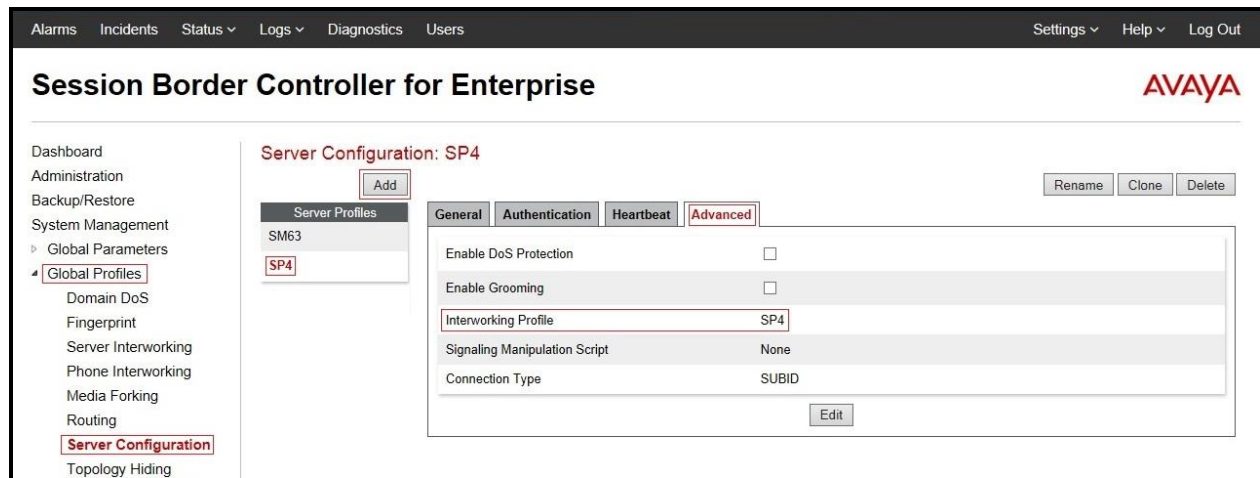 Alarms Incidents Status Logs Diagnostics Users Settings Help Log Out
Session Border Controller for Enterprise
AVAYA
Dashboard
Administration
Backup/Restore
System Management
Global Parameters
Global Profiles
Domain DoS
Fingerprint
Server Interworking
Phone Interworking
Media Forking
Routing
Server Configuration
Topology Hiding
Server Configuration: SP4
Add
Rename Clone Delete
Server Profiles
SM63
SP4
General Authentication Heartbeat Advanced
Enable DoS Protection
Enable Grooming
Interworking Profile SP4
Signaling Manipulation Script None
Connection Type SUBID
Edit